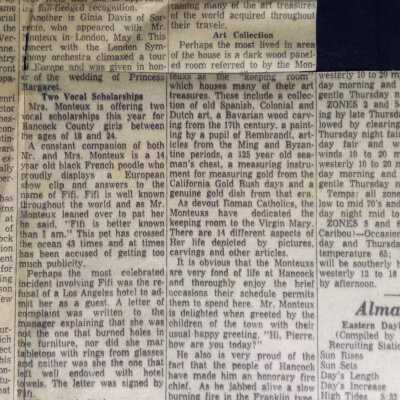 is full-fledged recognition.
Another is Ginia Davis of
rence, who appeared with Mr.
Monteux in London, May 6. This
concert with the London Sym-
phony orchestra climaxed a tour
of Europe and was given in hon-
or of the wedding of Princess
Margaret.
Two Vocal Scholarships
Mrs. Monteux is offering two
vocal scholarships this year for
Hancock County girls between
the ages of 18 and 24.
A constant companion of both
Mr. and Mrs. Monteux is a 14
year old black French poodle who
proudly displays a European
show clip and answers to the
name of Fifi. Fifi is well known
throughout the world and as Mr.
Monteux leaned over to pat her
he said, "Fifi is better known
than I am." This pet has crossed
the ocean 43 times and at times
has been accused of getting too
much publicity.
Perhaps the most celebrated
incident involving Fifi was the re-
fusal of a Los Angeles hotel to ad-
mit her as a guest. A letter of
complaint was written to the
manager explaining that she was
not the one that burned holes in
the furniture, nor did she mar
tabletops with rings from glasses
and neither was she the one that
left well endowed with hotel
towels. The letter was signed by
Fifi.
taining many of the art treasures
of the world acquired throughout
their travels.
Art Collection
Perhaps the most lived in area
of the house is a dark wood panel
ed room referred to by the Mon-
teux as the "keeping room"
which houses many of their art
treasures. These include a collec-
tion of old Spanish, Colonial and
Dutch art, a Bavarian wood carv-
ing from the 17th century, a paint-
ing by a pupil of Rembrandt, arti-
cles from the Ming and Byzan-
tine periods, a 125 year old sea-
man's chest, a measuring instru-
ment for measuring gold from the
California Gold Rush days and a
genuine gold dish from that era.
As devout Roman Catholics, the
Monteuxs have dedicated the
keeping room to the Virgin Mary.
There are 14 different aspects of
Her life depicted by pictures,
carvings and other articles.
It is obvious that the Monteux
are very fond of life at Hancock
and thoroughly enjoy the brief
occasions their schedule permits
them to spend here. Mr. Monteux
is delighted when greeted by the
children of the town with their
usual happy greeting, "Hi, Pierre,
how are you today?"
He also is very proud of the
fact that the people of Hancock
have made him an honorary fire
chief. As he jabbed alive a slow
burning fire in the Franklin type
westerly 10 to 20 m
day morning and
gentle Thursday n
ZONES 2 and
ing by late Thursd
lowed by clearing
Thursday night fair
day fair and
winds 10 to 20 m
westerly 10 to 20 m
day morning and
gentle Thursday n
Temp: all zone
low to mid 70's and
day night mid to
ZONES 5 and 6
Caribou—Occasion
day and Thursda
temperature 65;
will be southerly
westerly 12 to 18
by afternoon.
Alma
Eastern Day
(Compiled by
Recruiting Stati
Sun Rises
Sun Sets
Day's Length
Day's Increase
High Tides